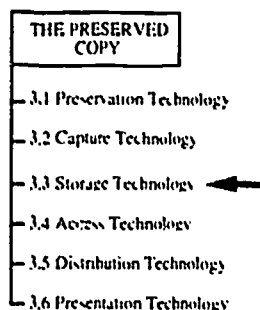 THE PRESERVED
COPY
3.1 Preservation Technology
3.2 Capture Technology
3.3 Storage Technology
3.4 Access Technology
3.5 Distribution Technology
3.6 Presentation Technology